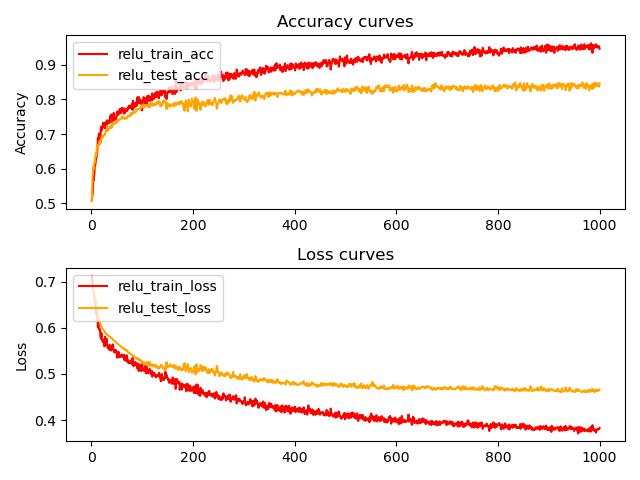 Accuracy curves
relu_train_acc
relu_test_acc
Accuracy
0.9
0.8
0.7
0.6
0.5
0
200
400
600
800
1000
Loss curves
relu_train_loss
relu_test_loss
Loss
0.7
0.6
0.5
0.4
0
200
400
600
800
1000